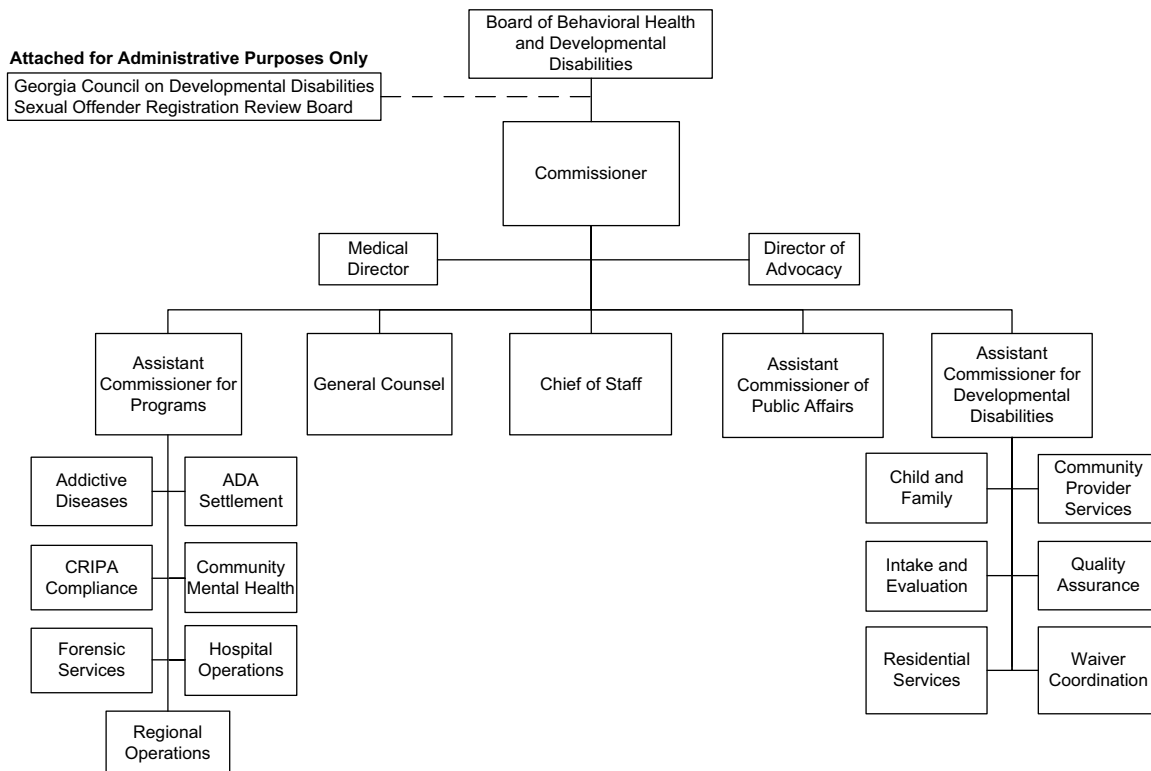 Board of Behavioral Health
and Developmental
Disabilities
Attached for Administrative Purposes Only
Georgia Council on Developmental Disabilities
Sexual Offender Registration Review Board
Commissioner
Medical
Director
Director of
Advocacy
Assistant
Commissioner for
Programs
General Counsel
Chief of Staff
Assistant
Commissioner of
Public Affairs
Assistant
Commissioner for
Developmental
Disabilities
Addictive
Diseases
ADA
Settlement
CRIPA
Compliance
Community
Mental Health
Forensic
Services
Hospital
Operations
Regional
Operations
Child and
Family
Community
Provider
Services
Intake and
Evaluation
Quality
Assurance
Residential
Services
Waiver
Coordination